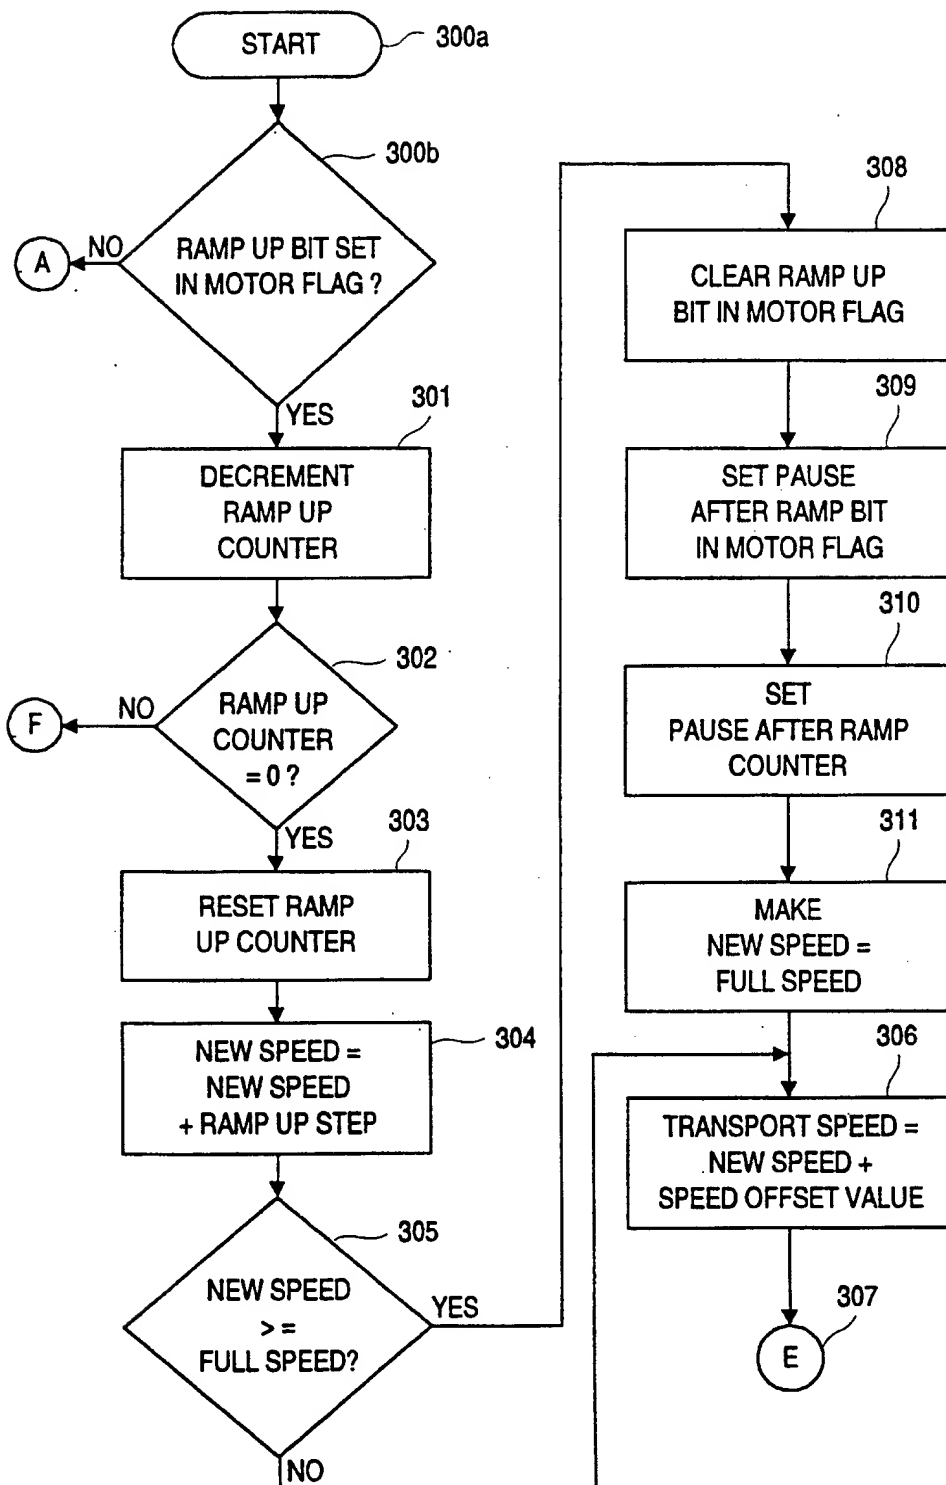 START
300a
300b
RAMP UP BIT SET
IN MOTOR FLAG ?
NO
A
YES
301
DECREMENT
RAMP UP
COUNTER
302
RAMP UP
COUNTER
= 0 ?
NO
F
YES
303
RESET RAMP
UP COUNTER
304
NEW SPEED =
NEW SPEED
+ RAMP UP STEP
305
NEW SPEED
> =
FULL SPEED?
YES
NO
308
CLEAR RAMP UP
BIT IN MOTOR FLAG
309
SET PAUSE
AFTER RAMP BIT
IN MOTOR FLAG
310
SET
PAUSE AFTER RAMP
COUNTER
311
MAKE
NEW SPEED =
FULL SPEED
306
TRANSPORT SPEED =
NEW SPEED +
SPEED OFFSET VALUE
307
E